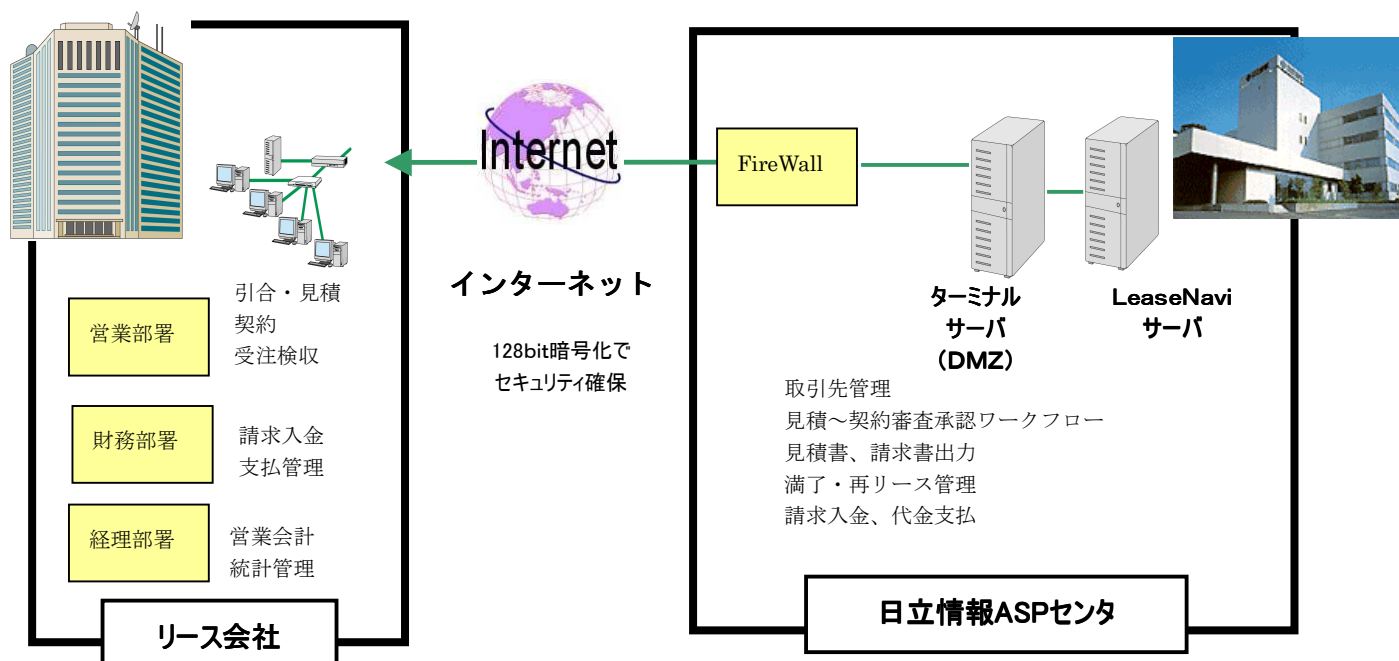 営業部署
引合・見積
契約
受注検収
財務部署
請求入金
支払管理
経理部署
営業会計
統計管理
リース会社
Internet
インターネット
128bit暗号化で
セキュリティ確保
FireWall
ターミナル
サーバ
(DMZ)
LeaseNavi
サーバ
取引先管理
見積～契約審査承認ワークフロー
見積書、請求書出力
満了・再リース管理
請求入金、代金支払
日立情報ASPセンタ